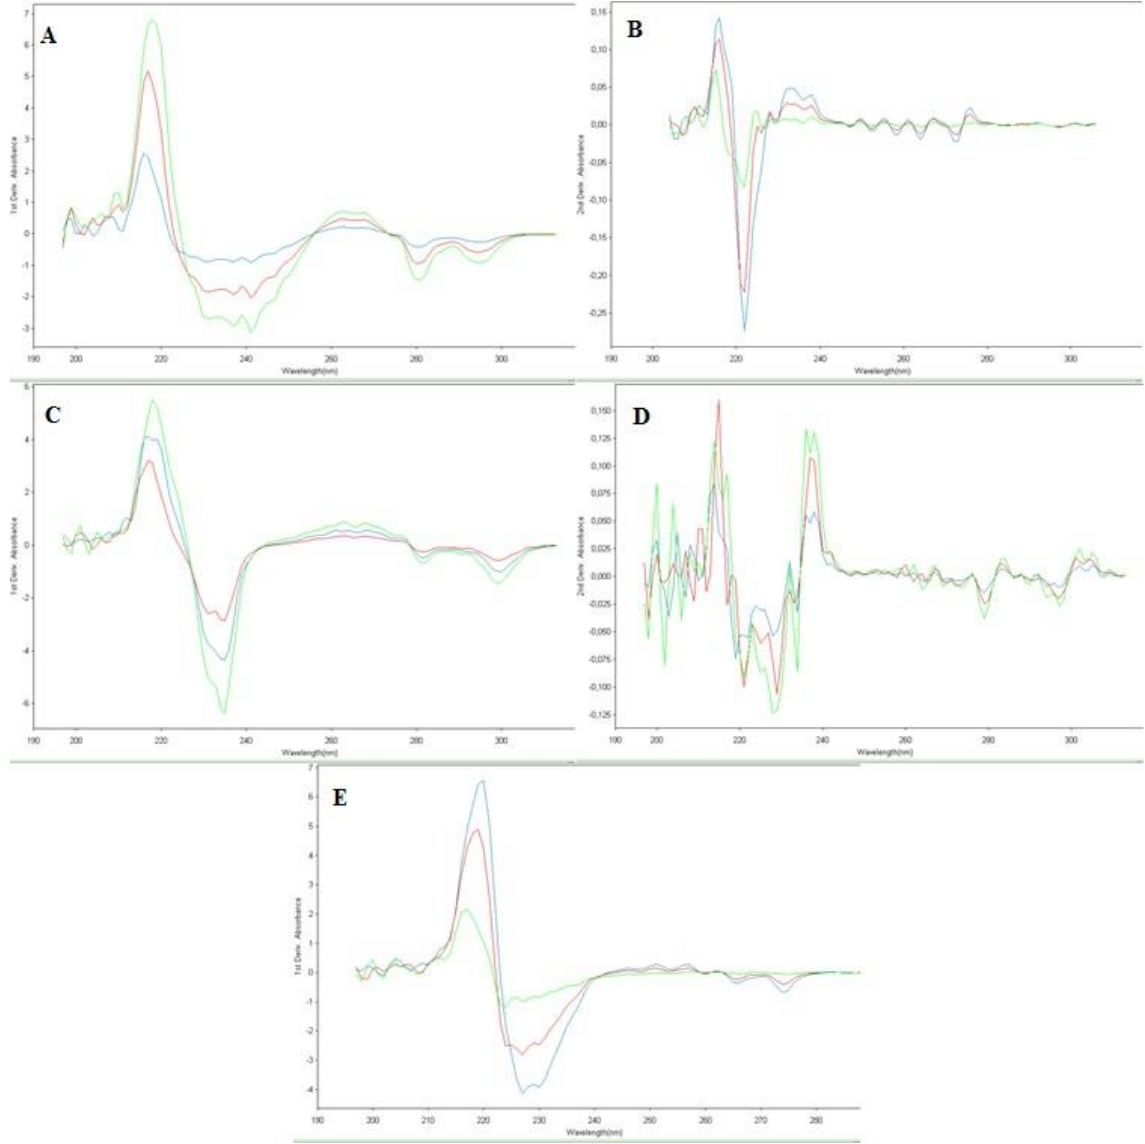 A
1st Deriv. Absorbance
7
6
5
4
3
2
1
0
-1
-2
-3
190 200 220 240 260 280 300
Wavelength(nm)
B
2nd Deriv. Absorbance
0,15
0,10
0,05
0,00
-0,05
-0,10
-0,15
-0,20
-0,25
190 200 220 240 260 280 300
Wavelength(nm)
C
1st Deriv. Absorbance
6
4
2
0
-2
-4
-6
190 200 220 240 260 280 300
Wavelength(nm)
D
2nd Deriv. Absorbance
0,150
0,125
0,100
0,075
0,050
0,025
0,000
-0,025
-0,050
-0,075
-0,100
-0,125
190 200 220 240 260 280 300
Wavelength(nm)
E
1st Deriv. Absorbance
7
6
5
4
3
2
1
0
-1
-2
-3
-4
190 200 210 220 230 240 250 260 270 280
Wavelength(nm)